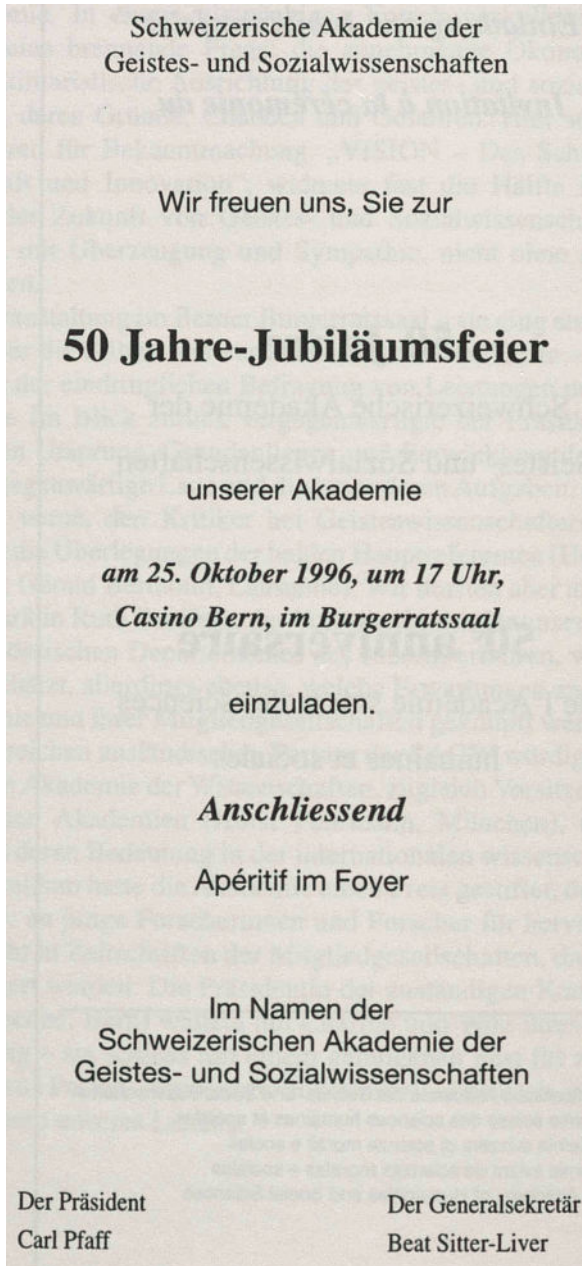 Schweizerische Akademie der
Geistes- und Sozialwissenschaften
Wir freuen uns, Sie zur
50 Jahre-Jubiläumsfeier
unserer Akademie
am 25. Oktober 1996, um 17 Uhr,
Casino Bern, im Burgerratssaal
einzuladen.
Anschliessend
Apéritif im Foyer
Im Namen der
Schweizerischen Akademie der
Geistes- und Sozialwissenschaften
Der Präsident
Der Generalsekretär
Carl Pfaff
Beat Sitter-Liver